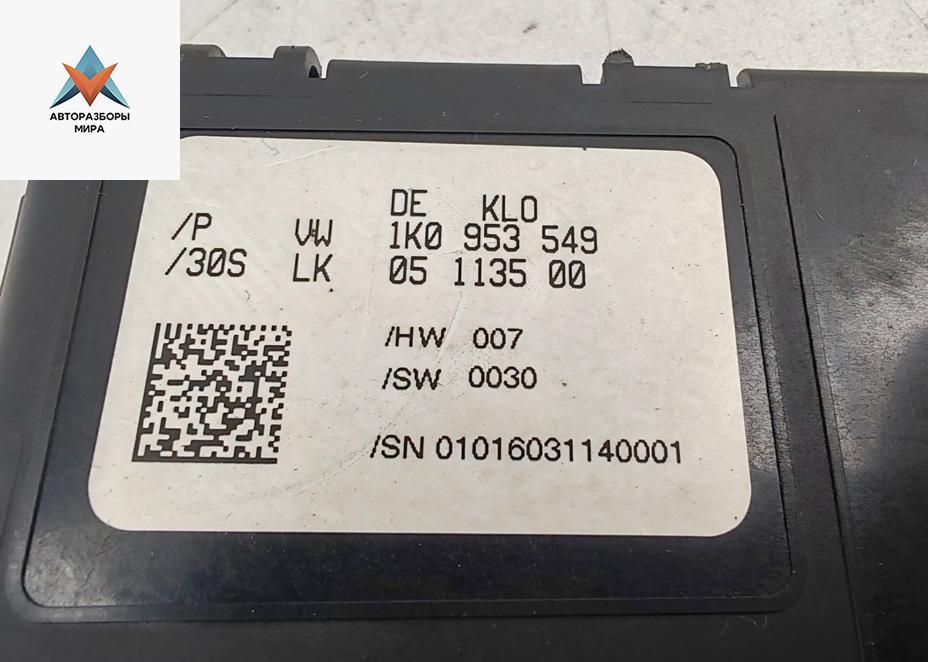 АВТОРАЗБОРЫ
МИРА
DE KLO
/P VW 1K0 953 549
/30S LK 05 1135 00
/HW 007
/SW 0030
/SN 01016031140001